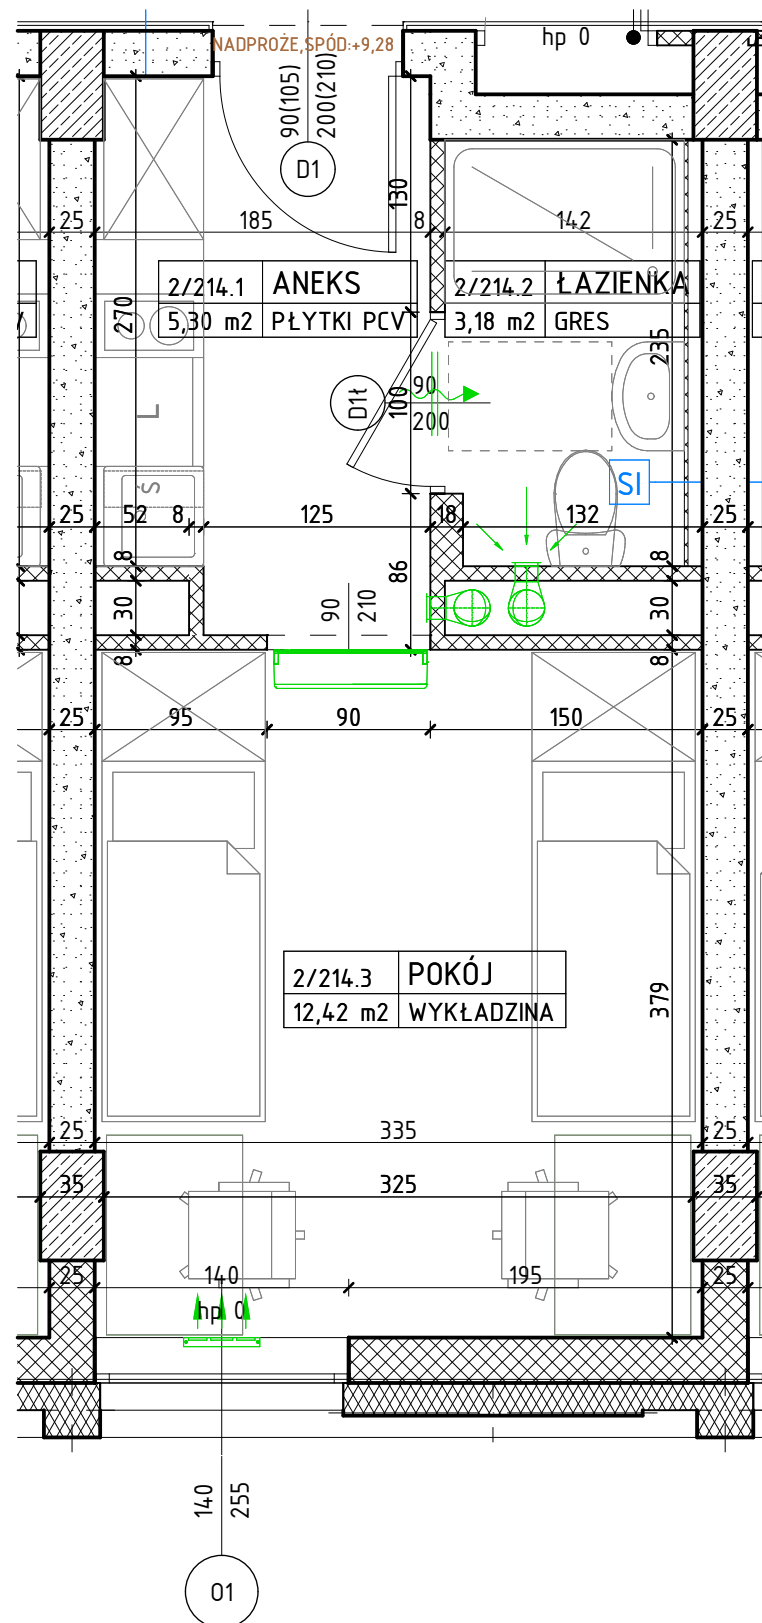 NADPROŻE,SPÓD:+9,28
hp 0
90(105)
200(210)
D1
130
25 185 8 142 25
2/214.1 ANEKS
5,30 m2 PŁYTKI PCV
2/214.2 ŁAZIENKA
3,18 m2 GRES
270
235
D1ł
100
90
200
L
Ś
SI
25 52 8 125 18 132 25
8
86
8
30
90
210
30
8
8
25 95 90 150 25
2/214.3 POKÓJ
12,42 m2 WYKŁADZINA
379
25 335 25
35 325 35
25 140 195 25
hp 0
140
255
01